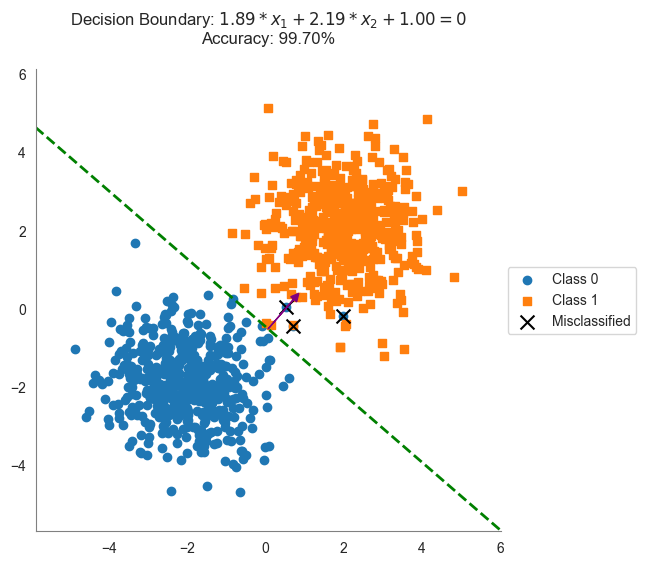 Decision Boundary: 1.89 * x₁ + 2.19 * x₂ + 1.00 = 0
Accuracy: 99.70%
6
4
2
0
−2
−4
−4
−2
0
2
4
6
Class 0
Class 1
Misclassified